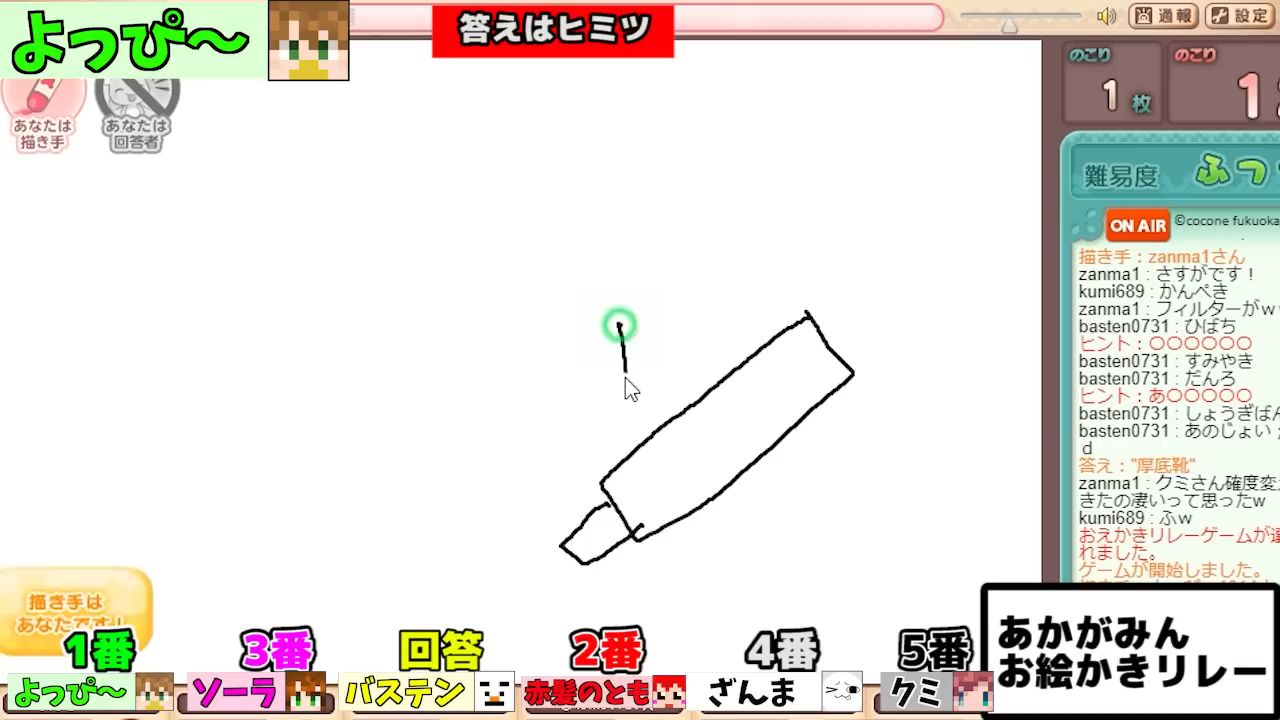 よっぴ～
答えはヒミツ
通報
設定
あなたは
描き手
あなたは
回答者
のこり
1枚
のこり
難易度
ON AIR
©cocone fukuoka
描き手：zanma1さん
zanma1 : さすがです！
kumi689 : かんぺき
zanma1 : フィルターがｗ
basten0731 : ひばち
ヒント：〇〇〇〇〇〇
basten0731 : すみやき
basten0731 : だんろ
ヒント：あ〇〇〇〇〇
basten0731 : しょうぎばん
basten0731 : あのじょい
d
答え："厚底靴"
zanma1 : クミさん確度変え
きたの凄いって思ったw
kumi689 : ふw
おえかきリレーゲームが選
れました。
ゲームが開始しました。
描き手は
あなたです！
1番
3番
回答
2番
4番
5番
よっぴ～
ソーラ
バステン
赤髪のとも
ざんま
クミ
あかがみん
お絵かきリレー